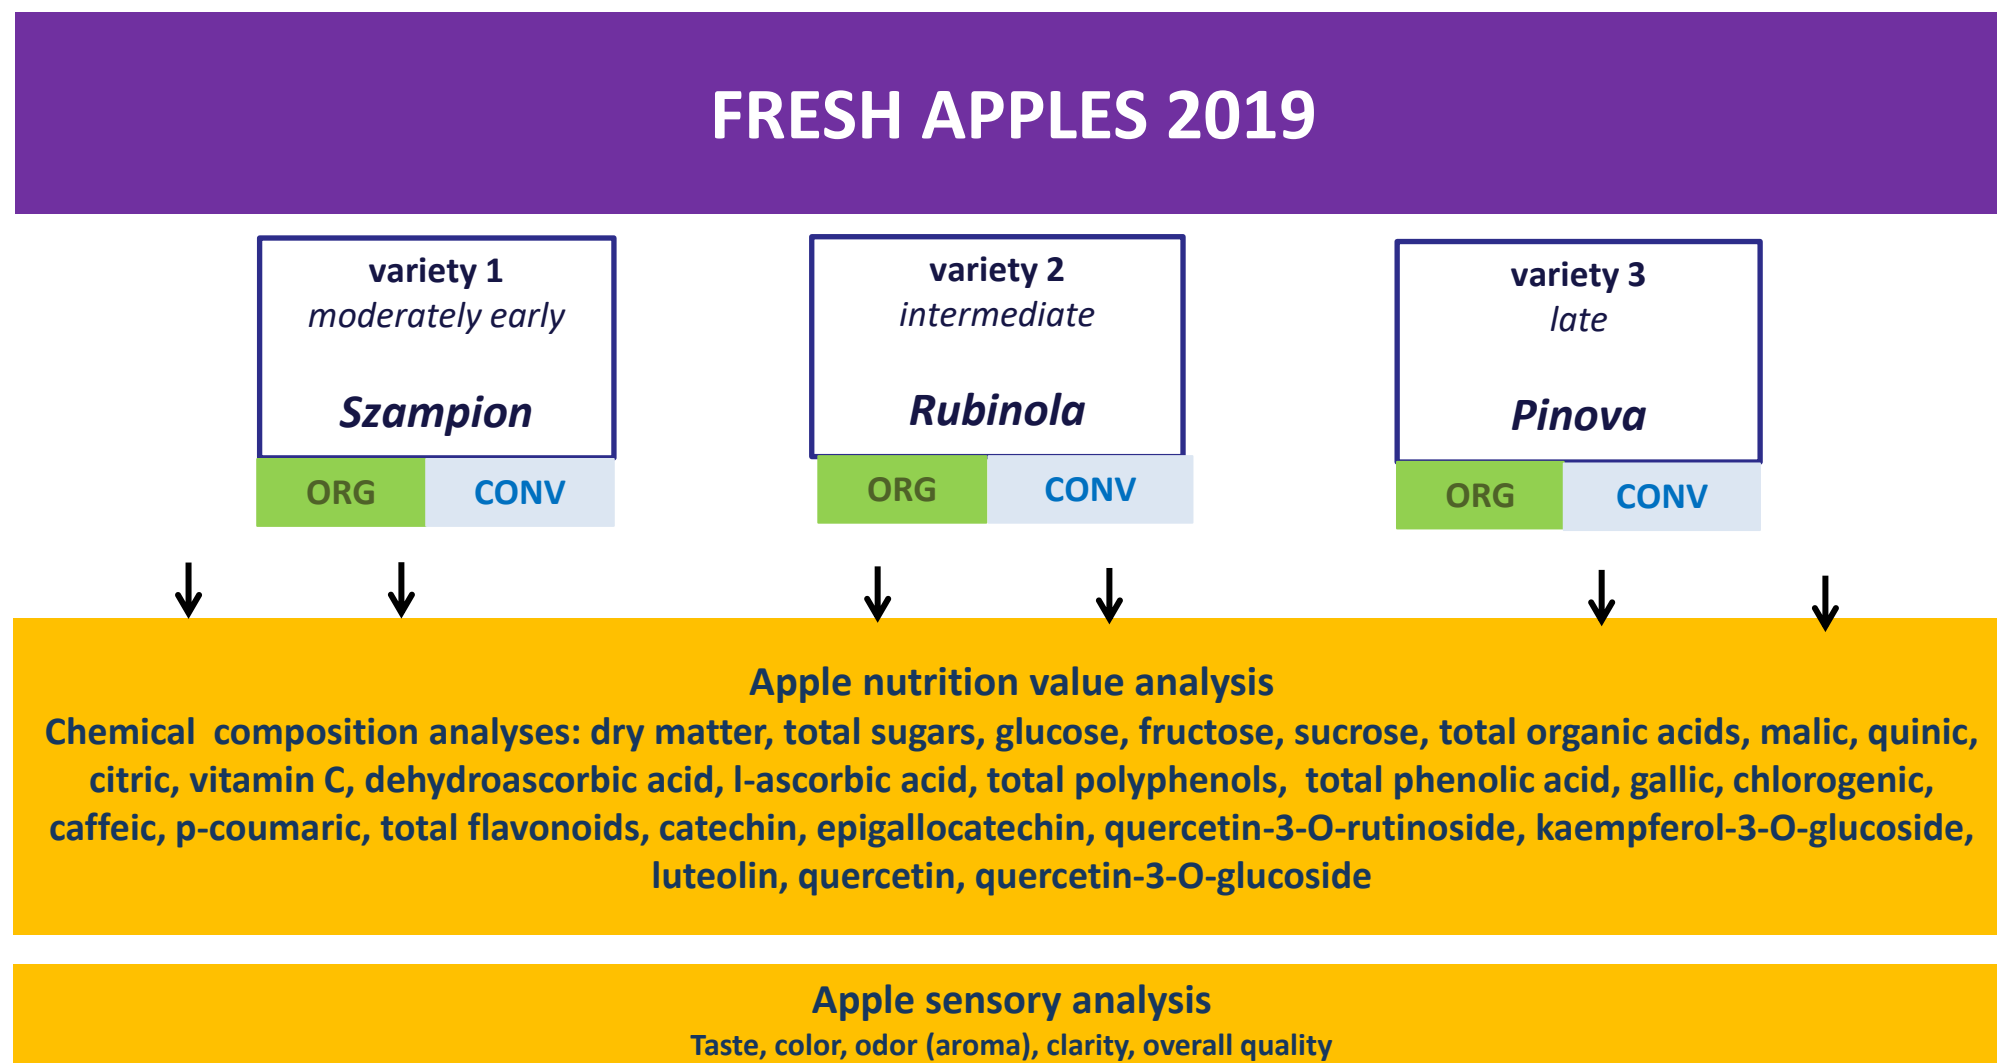 FRESH APPLES 2019
variety 1
moderately early
Szampion
ORG CONV
variety 2
intermediate
Rubinola
ORG CONV
variety 3
late
Pinova
ORG CONV
Apple nutrition value analysis
Chemical  composition analyses: dry matter, total sugars, glucose, fructose, sucrose, total organic acids, malic, quinic,
citric, vitamin C, dehydroascorbic acid, l-ascorbic acid, total polyphenols,  total phenolic acid, gallic, chlorogenic,
caffeic, p-coumaric, total flavonoids, catechin, epigallocatechin, quercetin-3-O-rutinoside, kaempferol-3-O-glucoside,
luteolin, quercetin, quercetin-3-O-glucoside
Apple sensory analysis
Taste, color, odor (aroma), clarity, overall quality